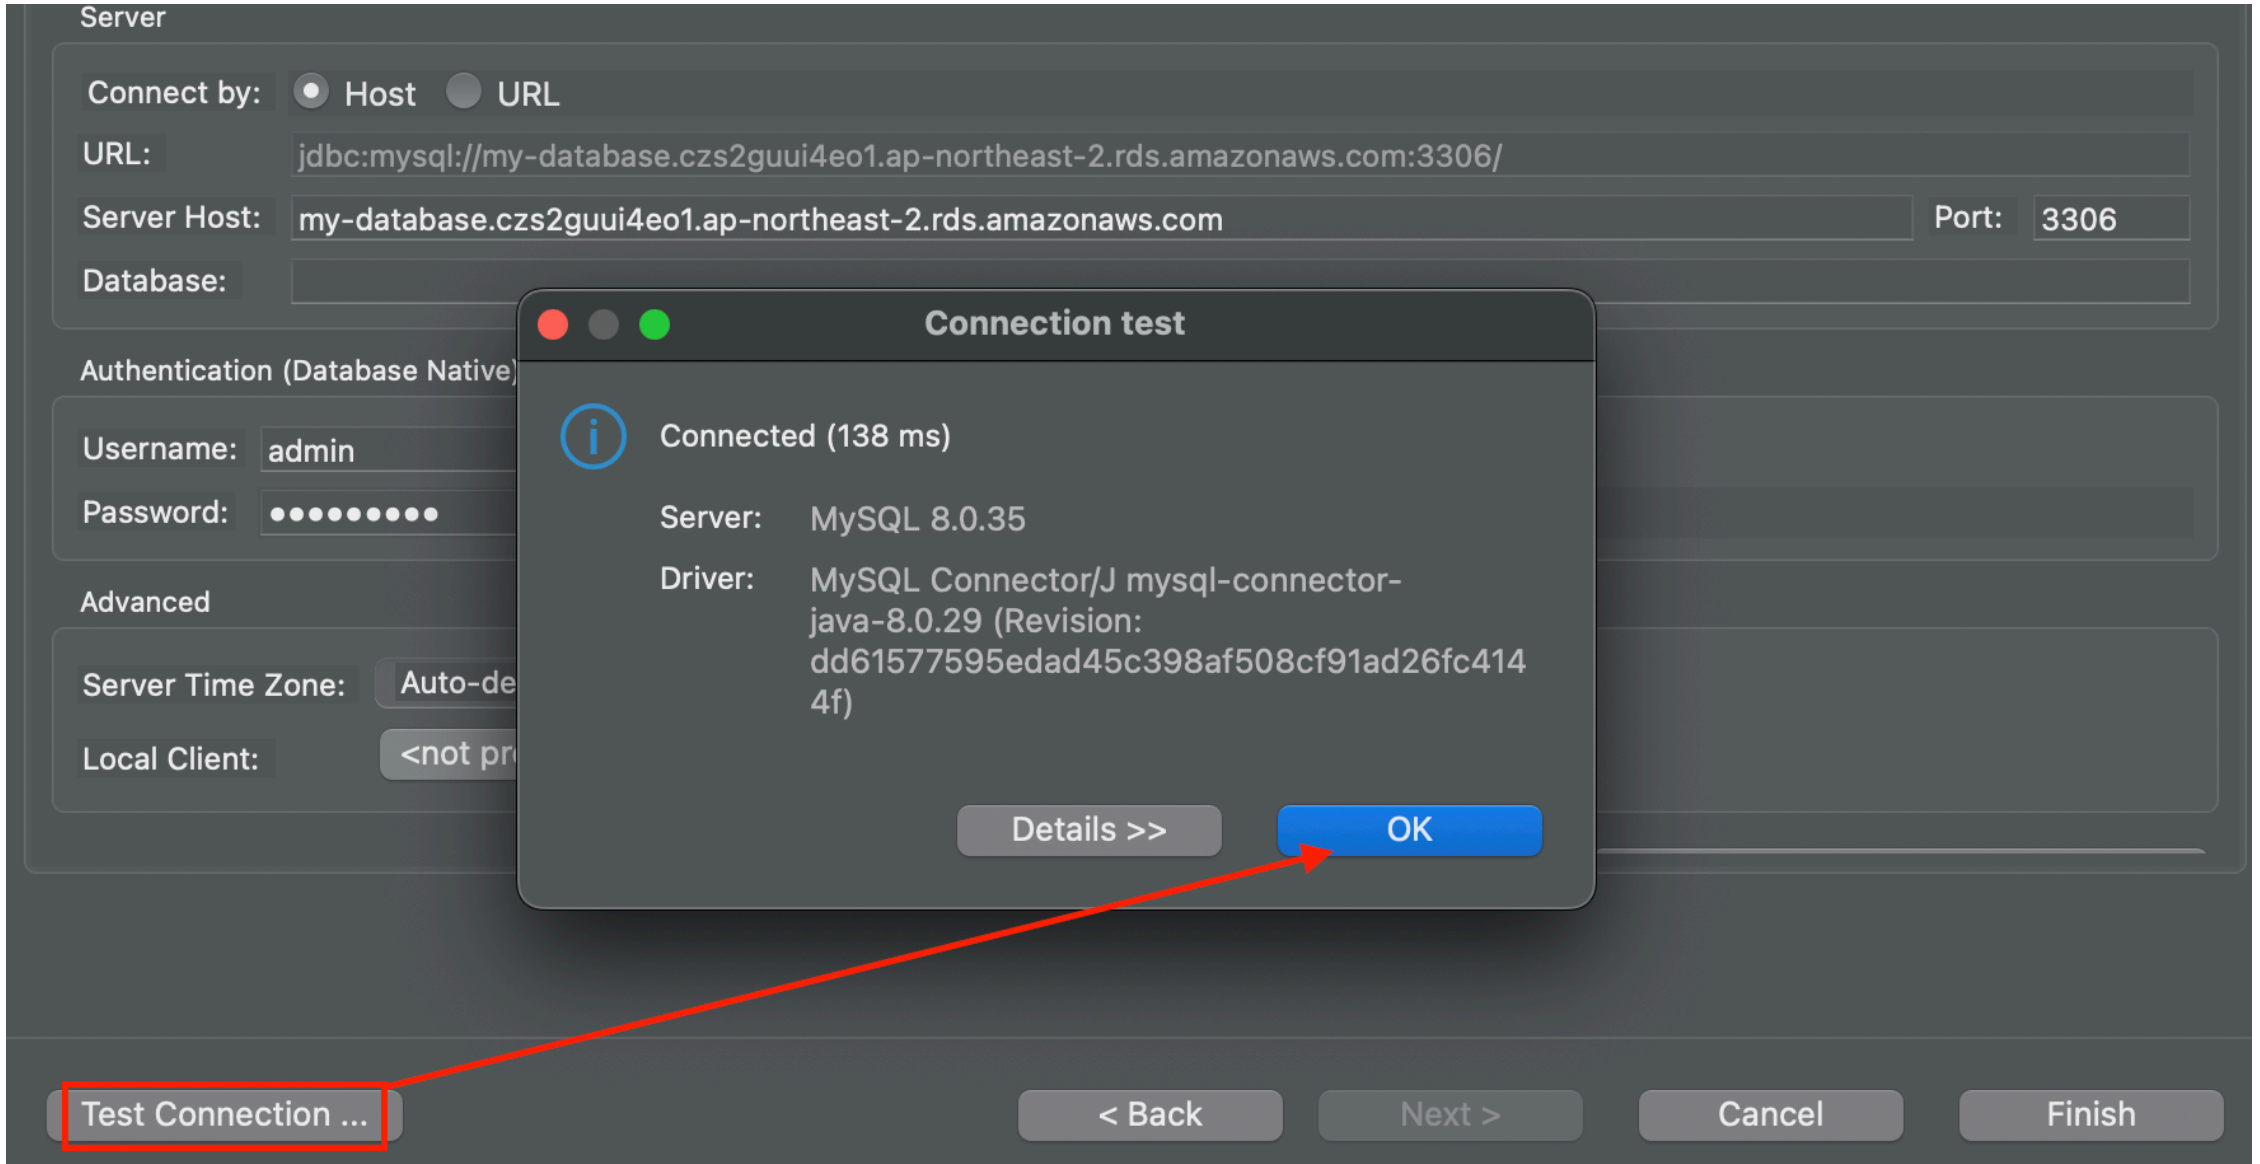 Server
Connect by: Host URL
URL: jdbc:mysql://my-database.czs2guui4eo1.ap-northeast-2.rds.amazonaws.com:3306/
Server Host: my-database.czs2guui4eo1.ap-northeast-2.rds.amazonaws.com Port: 3306
Database:
Authentication (Database Native)
Username: admin
Password: ●●●●●●●●●
Advanced
Server Time Zone: Auto-de
Local Client: <not pr
Connection test
Connected (138 ms)
Server: MySQL 8.0.35
Driver: MySQL Connector/J mysql-connector-
java-8.0.29 (Revision:
dd61577595edad45c398af508cf91ad26fc414
4f)
Details >> OK
Test Connection ... < Back Next > Cancel Finish